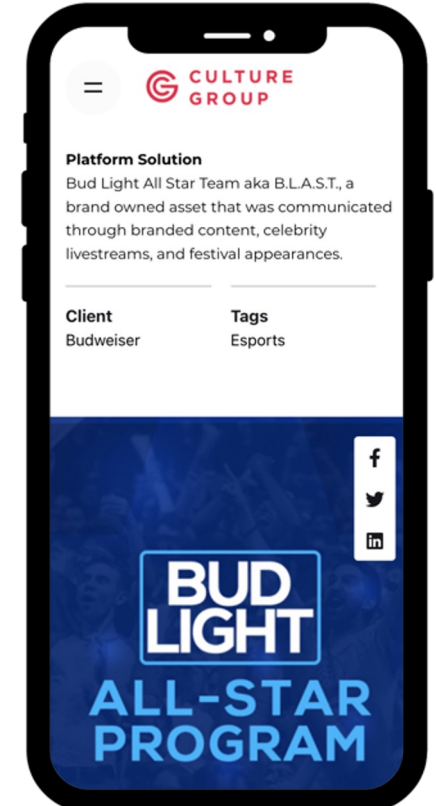 CULTURE
GROUP
Platform Solution
Bud Light All Star Team aka B.L.A.S.T., a
brand owned asset that was communicated
through branded content, celebrity
livestreams, and festival appearances.
Client
Budweiser
Tags
Esports
BUD
LIGHT
ALL-STAR
PROGRAM